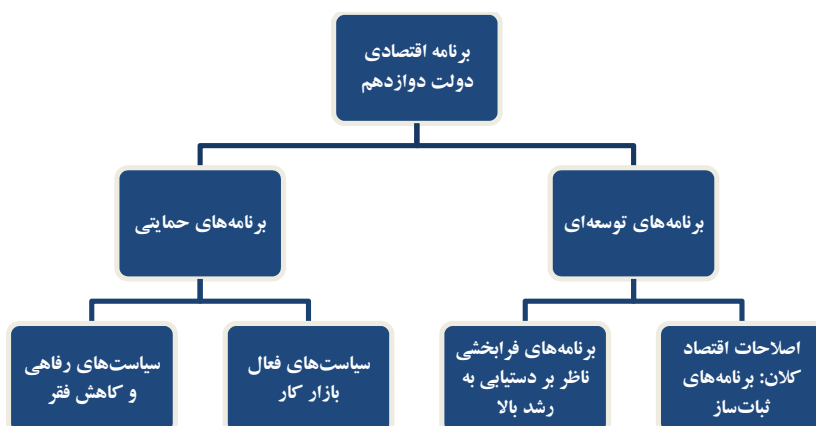 برنامه اقتصادی
دولت دوازدهم
برنامه‌های توسعه‌ای
برنامه‌های حمایتی
اصلاحات اقتصاد
کلان: برنامه‌های
ثبات‌ساز
برنامه‌های فرابخشی
ناظر بر دستیابی به
رشد بالا
سیاست‌های فعال
بازار کار
سیاست‌های رفاهی
و کاهش فقر